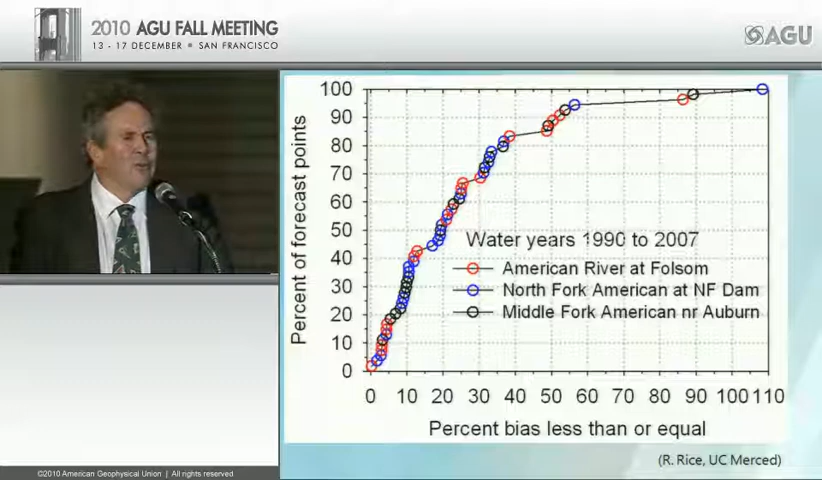 2010 AGU FALL MEETING
13 - 17 DECEMBER SAN FRANCISCO
AGU
100
90
80
70
60
50
40
30
20
10
0
Percent of forecast points
Water years 1990 to 2007
American River at Folsom
North Fork American at NF Dam
Middle Fork American nr Auburn
0 10 20 30 40 50 60 70 80 90 100 110
Percent bias less than or equal
(R. Rice, UC Merced)
©2010 American Geophysical Union | All rights reserved